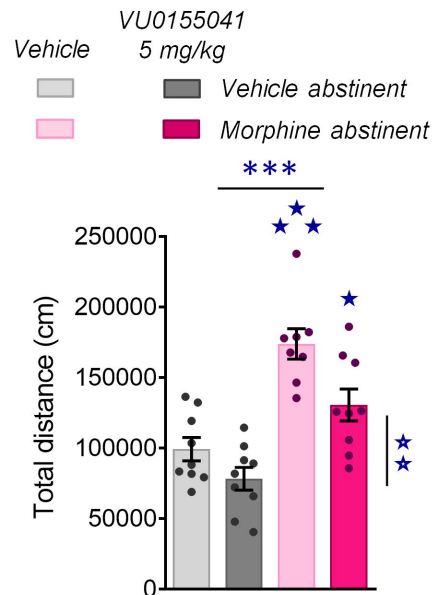 VU0155041
Vehicle 5 mg/kg
Vehicle abstinent
Morphine abstinent
***
★
★ ★
★
250000
200000
150000
100000
50000
0
Total distance (cm)
☆
☆